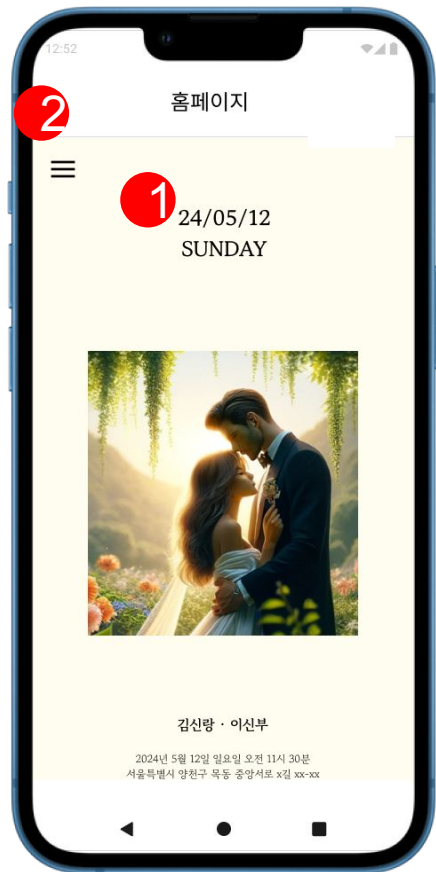 12:52
홈페이지
2
1
24/05/12
SUNDAY
김신랑 · 이신부
2024년 5월 12일 일요일 오전 11시 30분
서울특별시 양천구 목동 중앙서로 x길 xx-xx